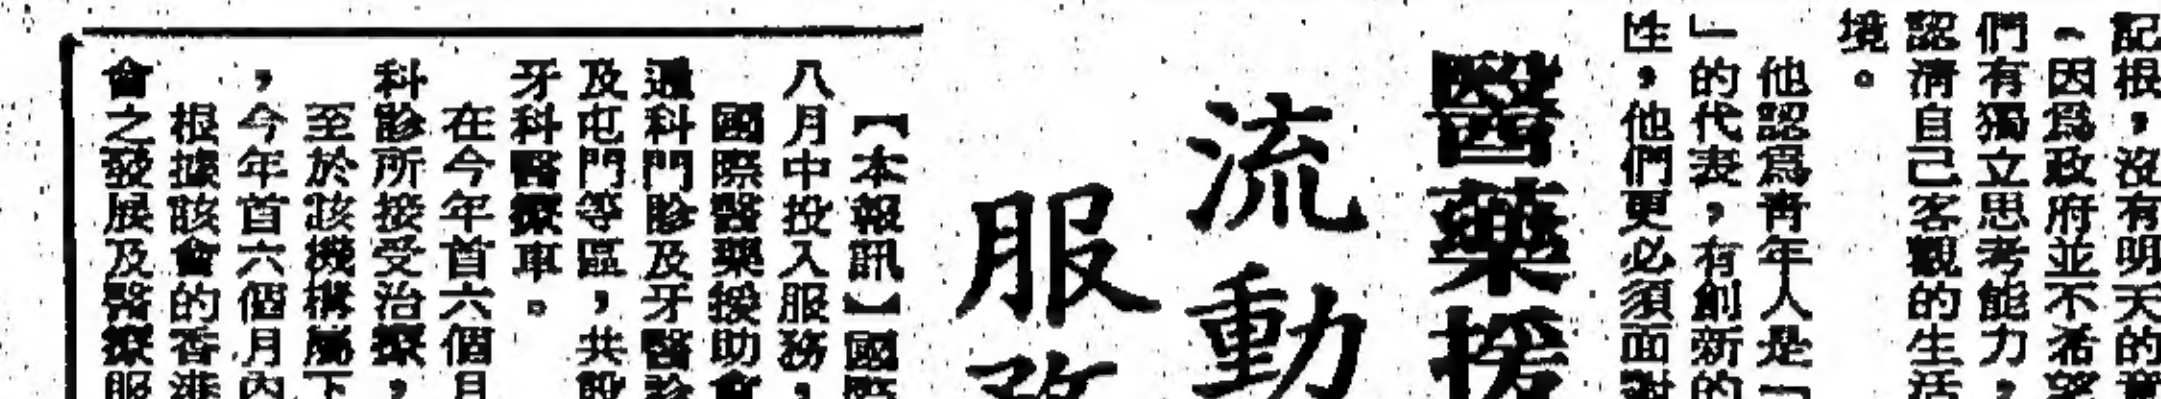 記根，沒有明天的
（因爲政府並不希望
們有獨立思考能力，
認清自己客觀的生活
境。
他認爲青年人是「
」的代表，有創新的
性，他們更必須面對
醫藥援
流動
服務
【本報訊】國際
八月中投入服務，
國際醫藥援助會
通科門診及牙醫診
及屯門等區，共設
牙科醫療車。
在今年首六個月
科診所接受治療，
至於該機構屬下
，今年首六個月內
根據該會的香港
會之發展及醫療服